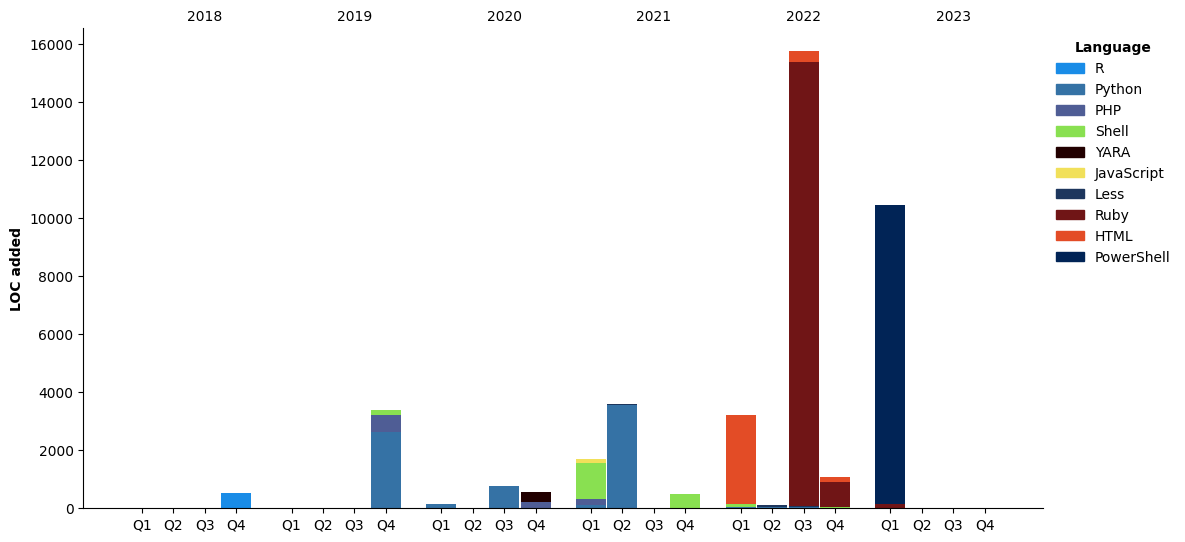 2018 2019 2020 2021 2022 2023
16000
14000
12000
10000
8000
6000
4000
2000
0
LOC added
Q1 Q2 Q3 Q4 Q1 Q2 Q3 Q4 Q1 Q2 Q3 Q4 Q1 Q2 Q3 Q4 Q1 Q2 Q3 Q4 Q1 Q2 Q3 Q4
Language
R
Python
PHP
Shell
YARA
JavaScript
Less
Ruby
HTML
PowerShell